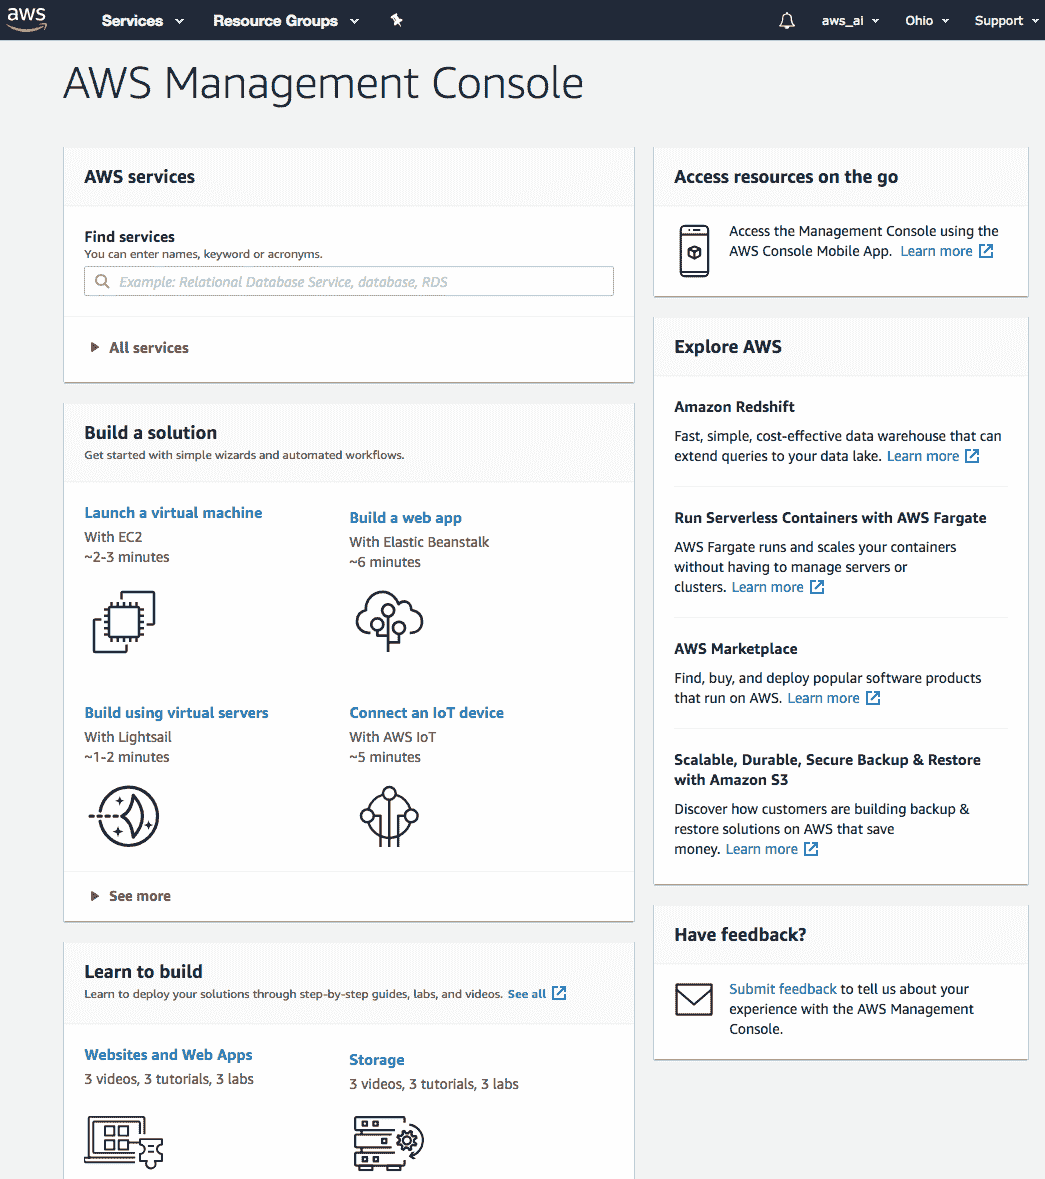 aws
Services
Resource Groups
aws_ai
Ohio
Support
AWS Management Console
AWS services
Find services
You can enter names, keyword or acronyms.
Example: Relational Database Service, database, RDS
All services
Build a solution
Get started with simple wizards and automated workflows.
Launch a virtual machine
With EC2
~2-3 minutes
Build a web app
With Elastic Beanstalk
~6 minutes
Build using virtual servers
With Lightsail
~1-2 minutes
Connect an IoT device
With AWS IoT
~5 minutes
See more
Learn to build
Learn to deploy your solutions through step-by-step guides, labs, and videos. See all
Websites and Web Apps
3 videos, 3 tutorials, 3 labs
Storage
3 videos, 3 tutorials, 3 labs
Access resources on the go
Access the Management Console using the
AWS Console Mobile App. Learn more
Explore AWS
Amazon Redshift
Fast, simple, cost-effective data warehouse that can
extend queries to your data lake. Learn more
Run Serverless Containers with AWS Fargate
AWS Fargate runs and scales your containers
without having to manage servers or
clusters. Learn more
AWS Marketplace
Find, buy, and deploy popular software products
that run on AWS. Learn more
Scalable, Durable, Secure Backup & Restore
with Amazon S3
Discover how customers are building backup &
restore solutions on AWS that save
money. Learn more
Have feedback?
Submit feedback to tell us about your
experience with the AWS Management
Console.